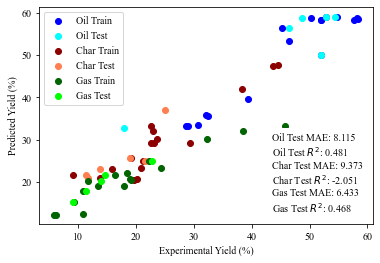 60
50
40
30
20
10
20
30
40
50
60
Predicted Yield (%)
Experimental Yield (%)
Oil Train
Oil Test
Char Train
Char Test
Gas Train
Gas Test
Oil Test MAE: 8.115
Oil Test R²: 0.481
Char Test MAE: 9.373
Char Test R²: -2.051
Gas Test MAE: 6.433
Gas Test R²: 0.468